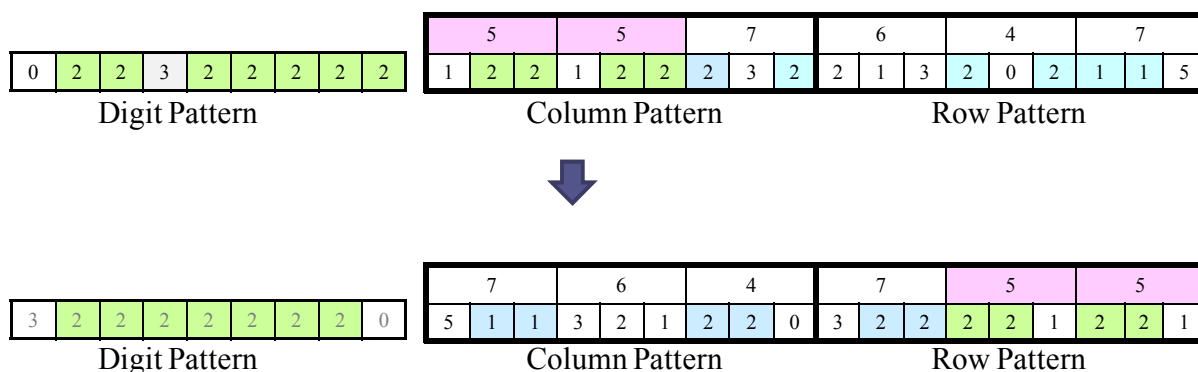 5 5 7 6 4 7
0 2 2 3 2 2 2 2 2 1 2 2 1 2 2 2 3 2 2 1 3 2 0 2 1 1 5
Digit Pattern Column Pattern Row Pattern
7 6 4 7 5 5
3 2 2 2 2 2 2 2 0 5 1 1 3 2 1 2 2 0 3 2 2 2 2 1 2 2 1
Digit Pattern Column Pattern Row Pattern